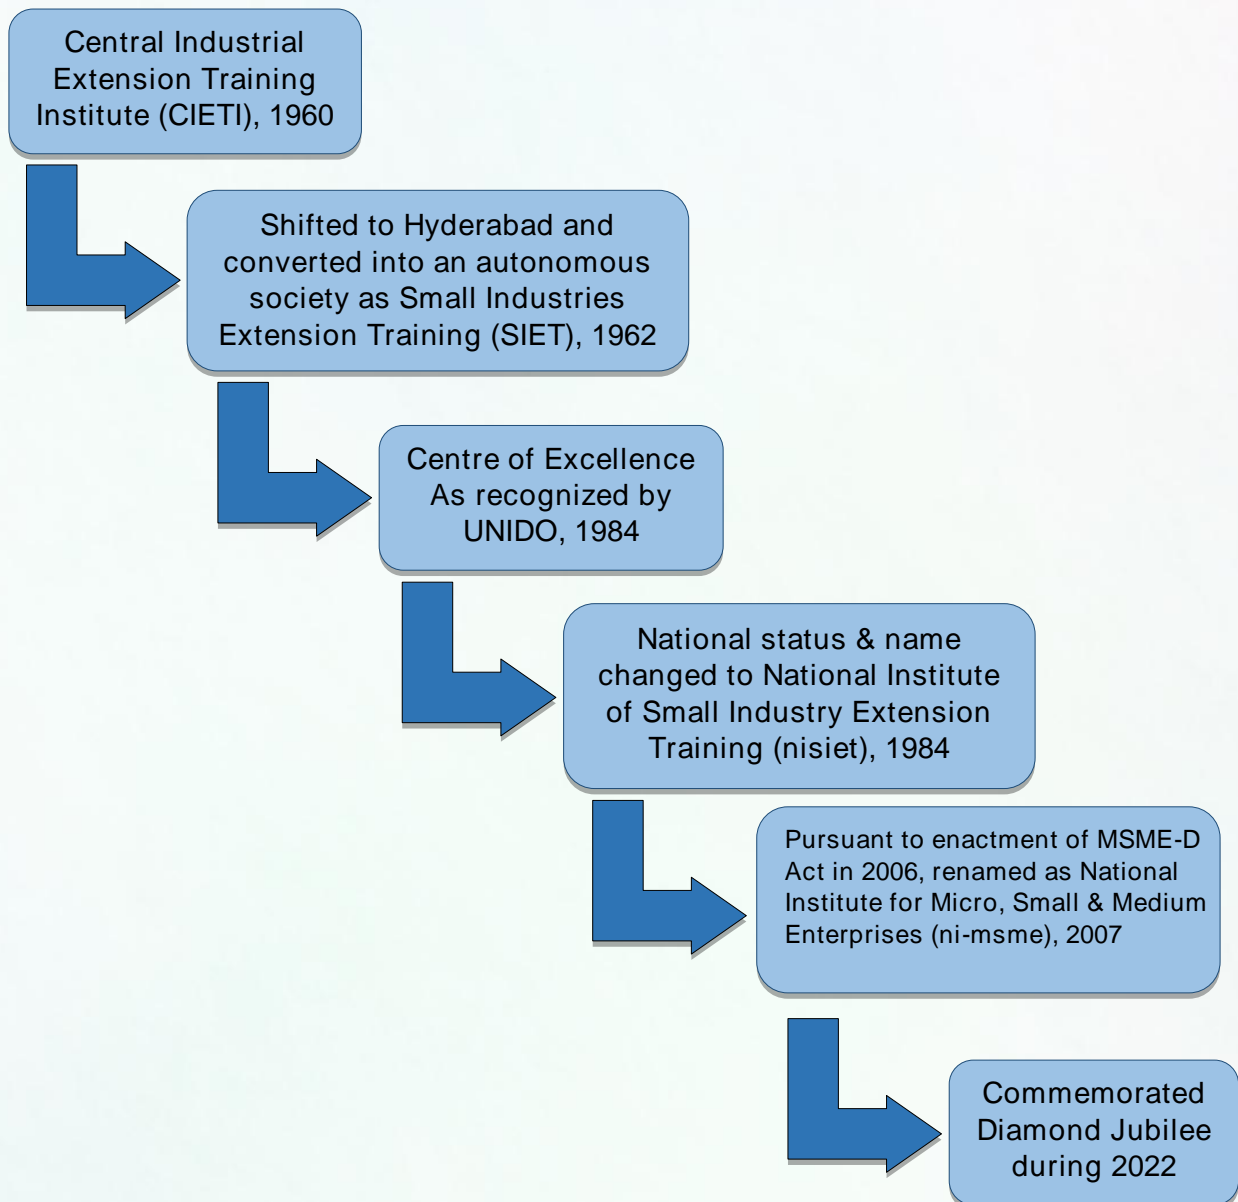 Central Industrial
Extension Training
Institute (CIETI), 1960
Shifted to Hyderabad and
converted into an autonomous
society as Small Industries
Extension Training (SIET), 1962
Centre of Excellence
As recognized by
UNIDO, 1984
National status & name
changed to National Institute
of Small Industry Extension
Training (nisiet), 1984
Pursuant to enactment of MSME-D
Act in 2006, renamed as National
Institute for Micro, Small & Medium
Enterprises (ni-msme), 2007
Commemorated
Diamond Jubilee
during 2022